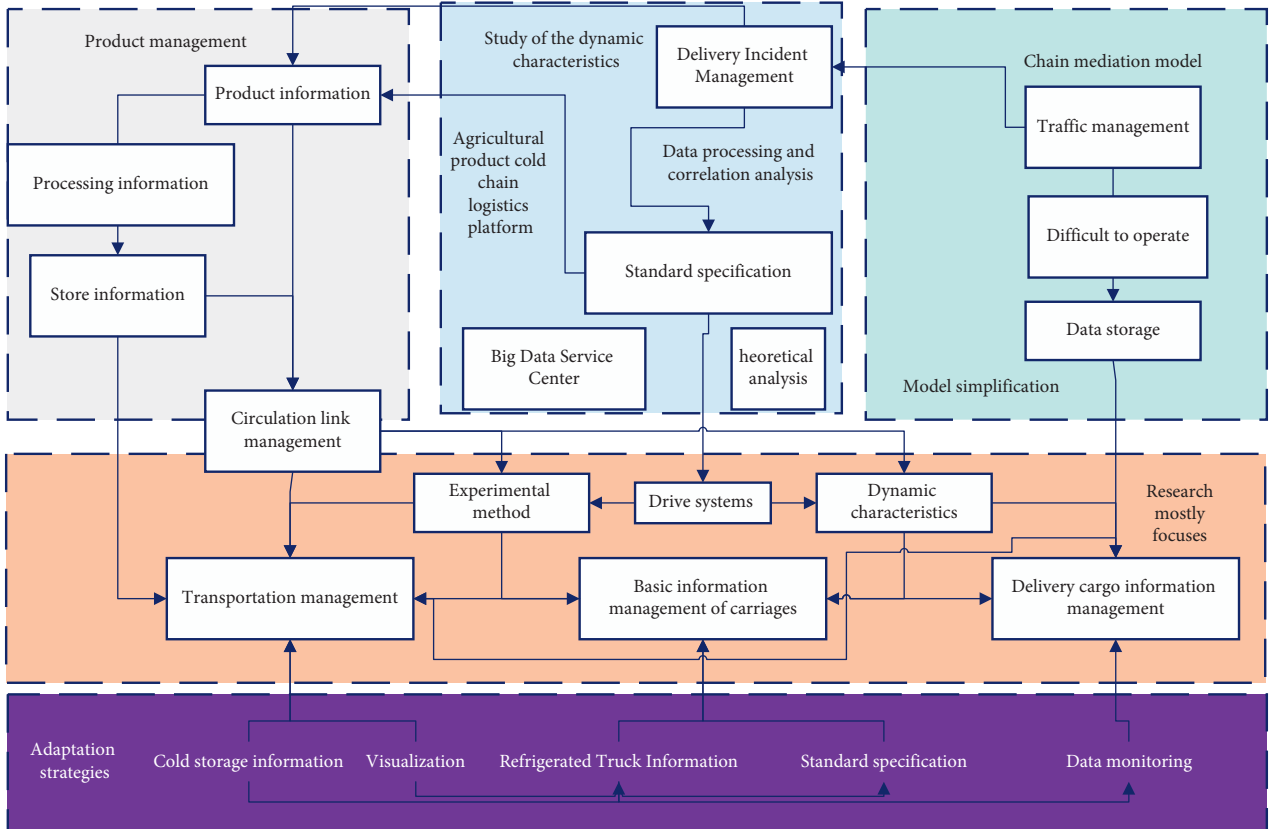 Product management
Product information
Processing information
Store information
Circulation link
management
Study of the dynamic
characteristics
Delivery Incident
Management
Agricultural
product cold
chain
logistics
platform
Data processing and
correlation analysis
Standard specification
Big Data Service
Center
heoretical
analysis
Chain mediation model
Traffic management
Difficult to operate
Data storage
Model simplification
Experimental
method
Drive systems
Dynamic
characteristics
Research
mostly
focuses
Transportation management
Basic information
management of carriages
Delivery cargo information
management
Adaptation
strategies
Cold storage information
Visualization
Refrigerated Truck Information
Standard specification
Data monitoring